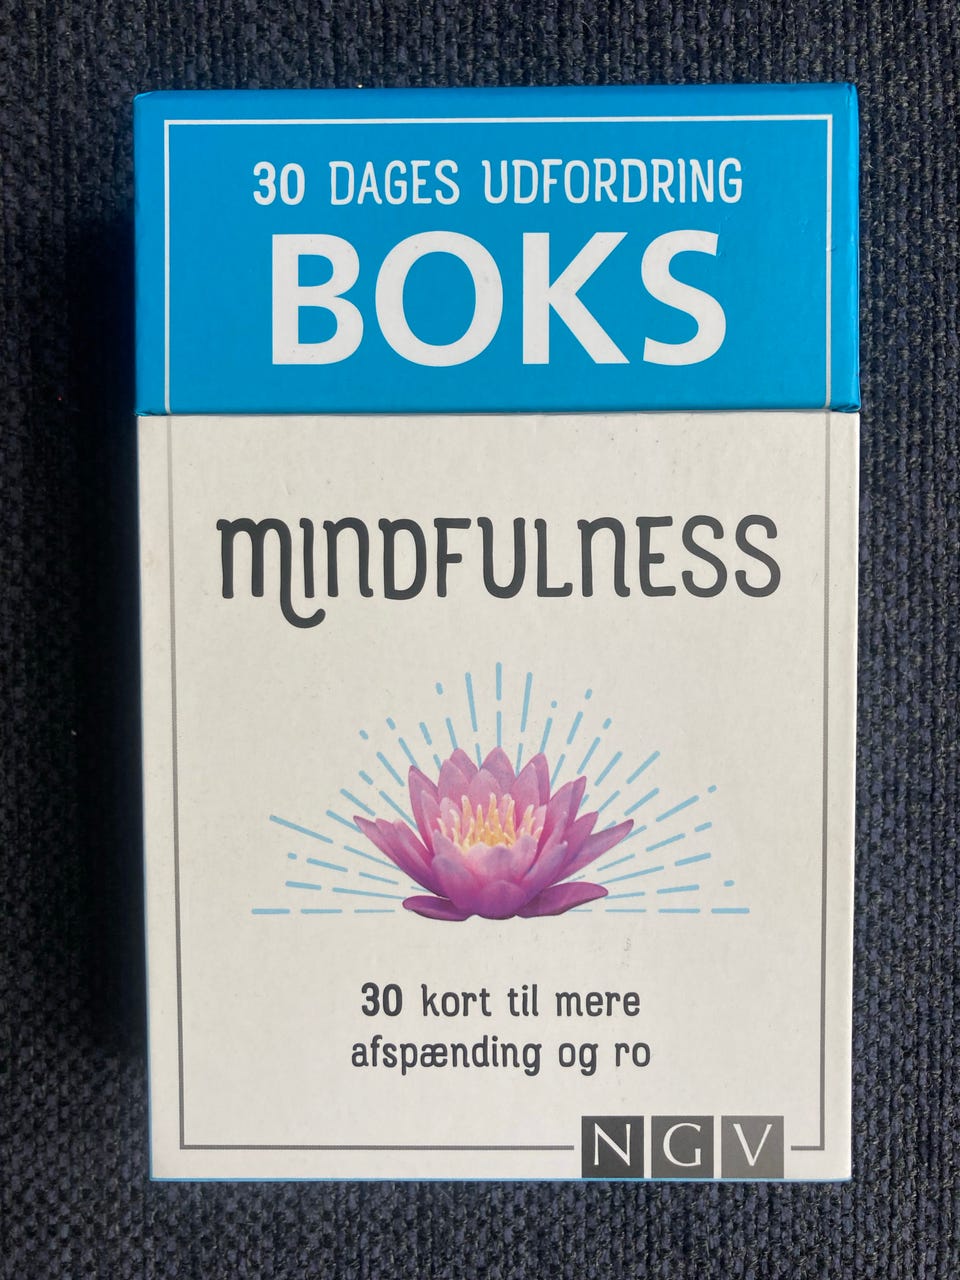 30 DAGES UDFORDRING
BOKS
MINDFULNESS
30 kort til mere
afspænding og ro
NGV